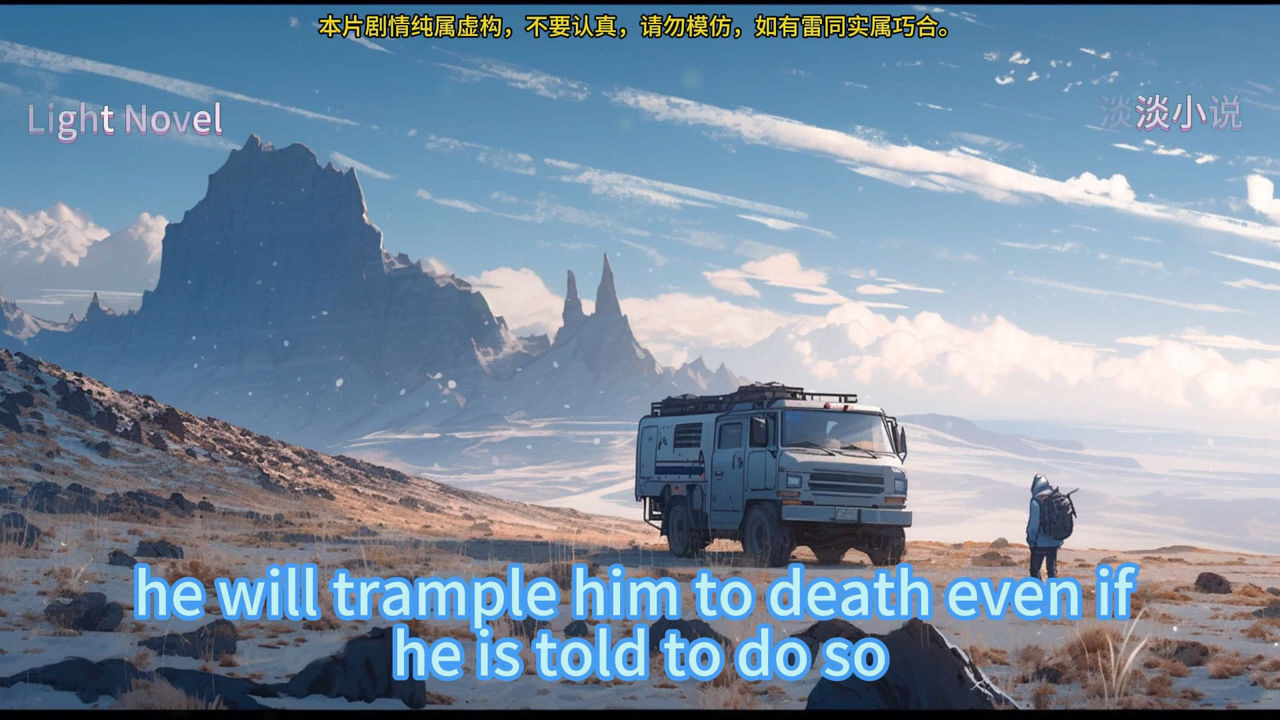 本片剧情纯属虚构，不要认真，请勿模仿，如有雷同实属巧合。
Light Novel
淡淡小说
he will trample him to death even if
he is told to do so